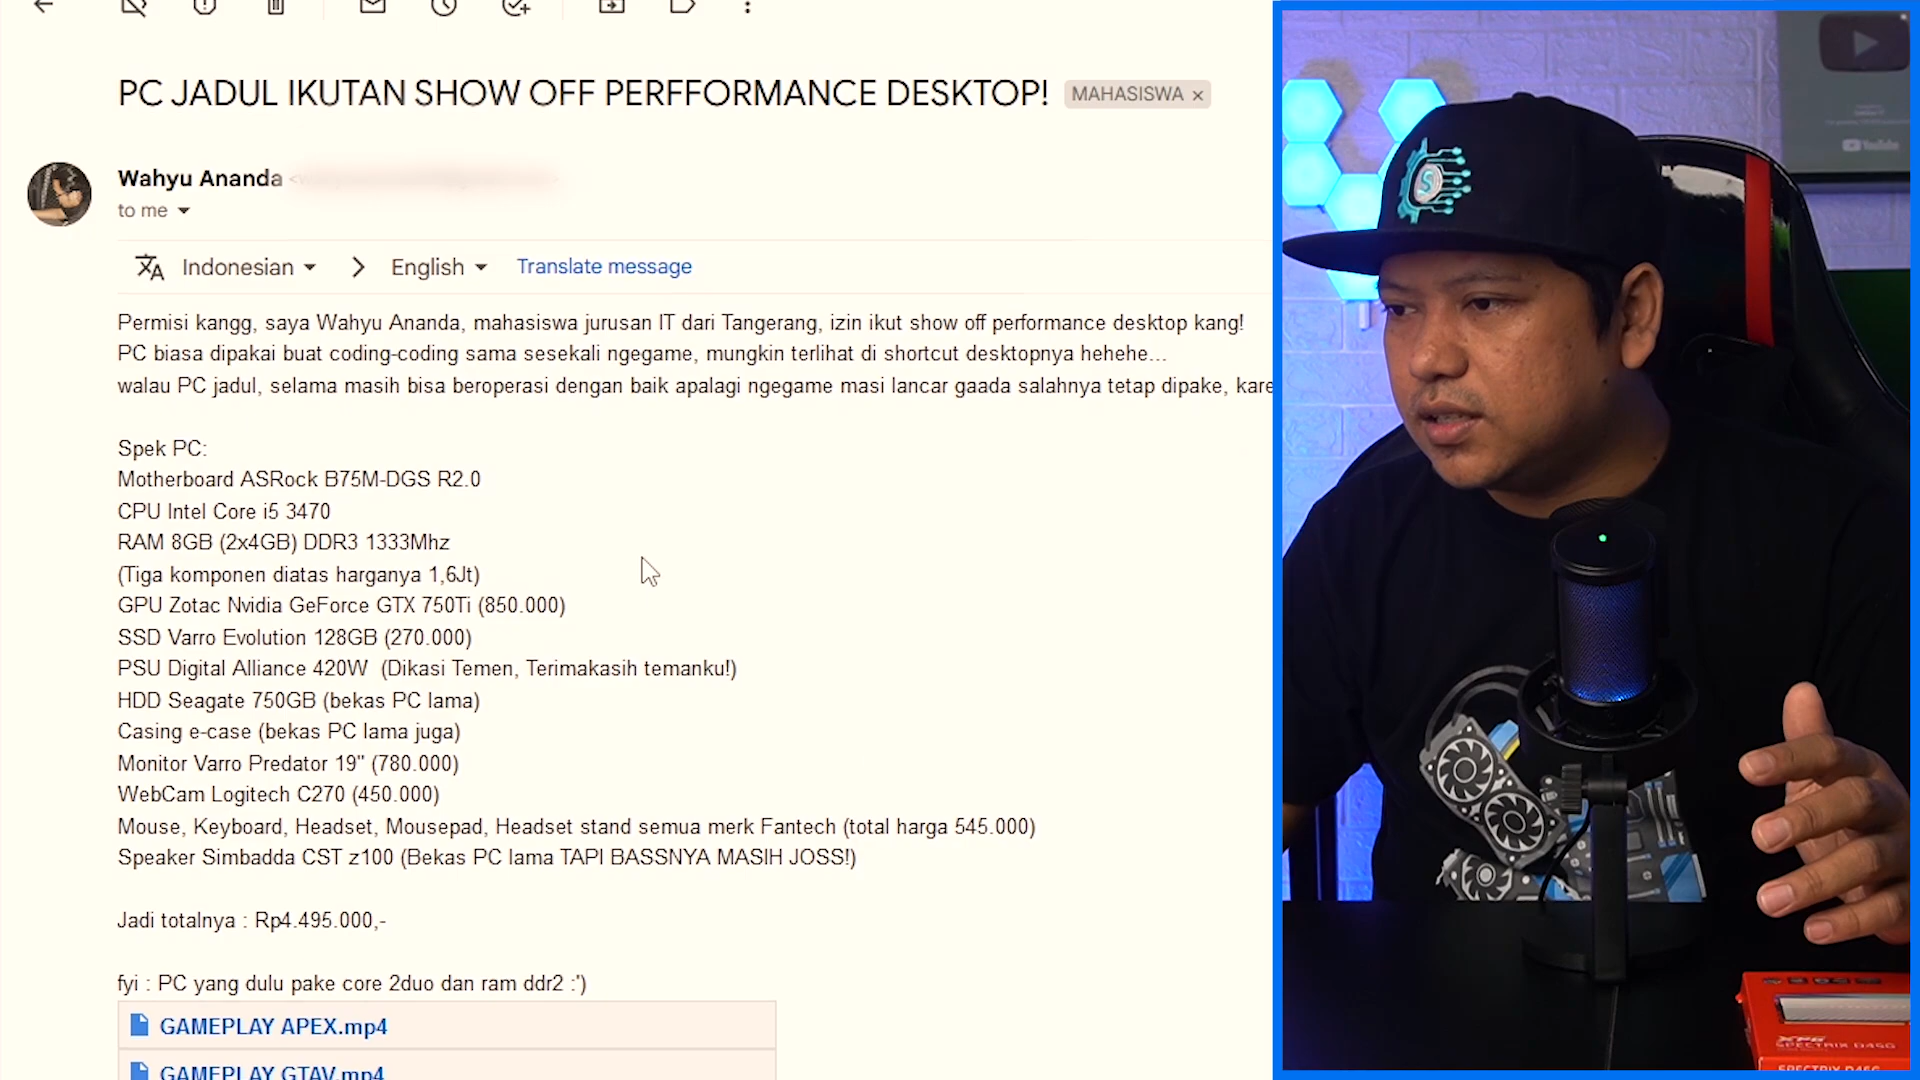 PC JADUL IKUTAN SHOW OFF PERFFORMANCE DESKTOP!
MAHASISWA ×
Wahyu Ananda
to me
Indonesian > English Translate message
Permisi kangg, saya Wahyu Ananda, mahasiswa jurusan IT dari Tangerang, izin ikut show off performance desktop kang!
PC biasa dipakai buat coding-coding sama sesekali ngegame, mungkin terlihat di shortcut desktopnya hehehe...
walau PC jadul, selama masih bisa beroperasi dengan baik apalagi ngegame masi lancar gaada salahnya tetap dipake, kare
Spek PC:
Motherboard ASRock B75M-DGS R2.0
CPU Intel Core i5 3470
RAM 8GB (2x4GB) DDR3 1333Mhz
(Tiga komponen diatas harganya 1,6Jt)
GPU Zotac Nvidia GeForce GTX 750Ti (850.000)
SSD Varro Evolution 128GB (270.000)
PSU Digital Alliance 420W (Dikasi Temen, Terimakasih temanku!)
HDD Seagate 750GB (bekas PC lama)
Casing e-case (bekas PC lama juga)
Monitor Varro Predator 19" (780.000)
WebCam Logitech C270 (450.000)
Mouse, Keyboard, Headset, Mousepad, Headset stand semua merk Fantech (total harga 545.000)
Speaker Simbadda CST z100 (Bekas PC lama TAPI BASSNYA MASIH JOSS!)
Jadi totalnya : Rp4.495.000,-
fyi : PC yang dulu pake core 2duo dan ram ddr2 :')
GAMEPLAY APEX.mp4
GAMEPLAY GTAV.mp4
YouTube
S
XPG
SPECTRIX D45G
SPECTRIX D45G